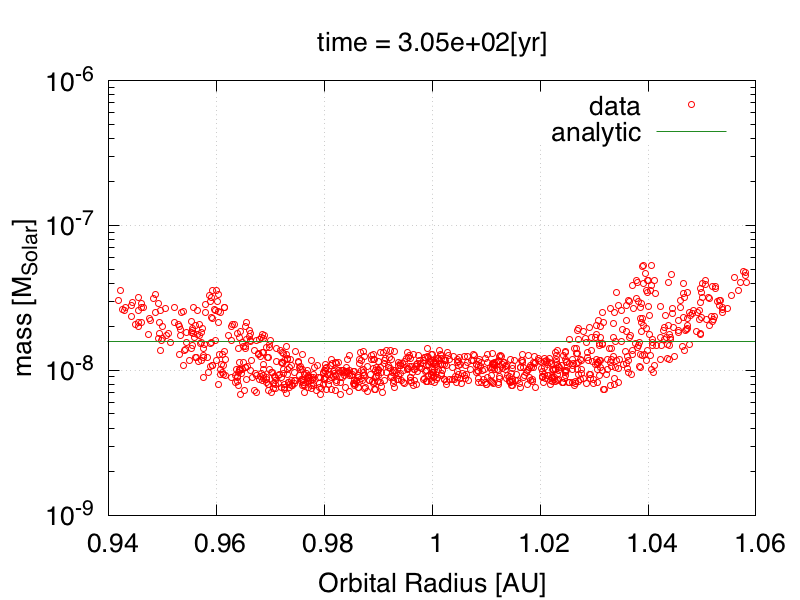 time = 3.05e+02[yr]
10-6
data
analytic
10-7
mass [MSolar]
10-8
10-9
0.94 0.96 0.98 1 1.02 1.04 1.06
Orbital Radius [AU]